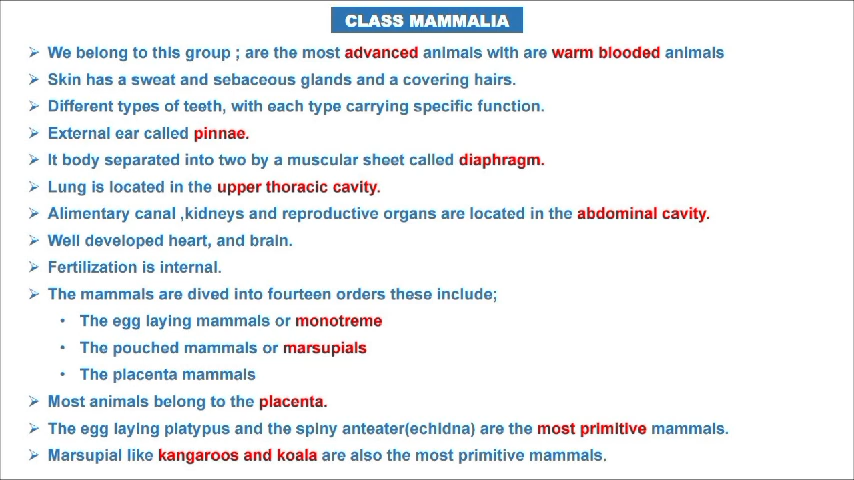 CLASS MAMMALIA
➢ We belong to this group ; are the most advanced animals with are warm blooded animals
➢ Skin has a sweat and sebaceous glands and a covering hairs.
➢ Different types of teeth, with each type carrying specific function.
➢ External ear called pinnae.
➢ It body separated into two by a muscular sheet called diaphragm.
➢ Lung is located in the upper thoracic cavity.
➢ Alimentary canal ,kidneys and reproductive organs are located in the abdominal cavity.
➢ Well developed heart, and brain.
➢ Fertilization is internal.
➢ The mammals are dived into fourteen orders these include;
• The egg laying mammals or monotreme
• The pouched mammals or marsupials
• The placenta mammals
➢ Most animals belong to the placenta.
➢ The egg laying platypus and the spiny anteater(echidna) are the most primitive mammals.
➢ Marsupial like kangaroos and koala are also the most primitive mammals.